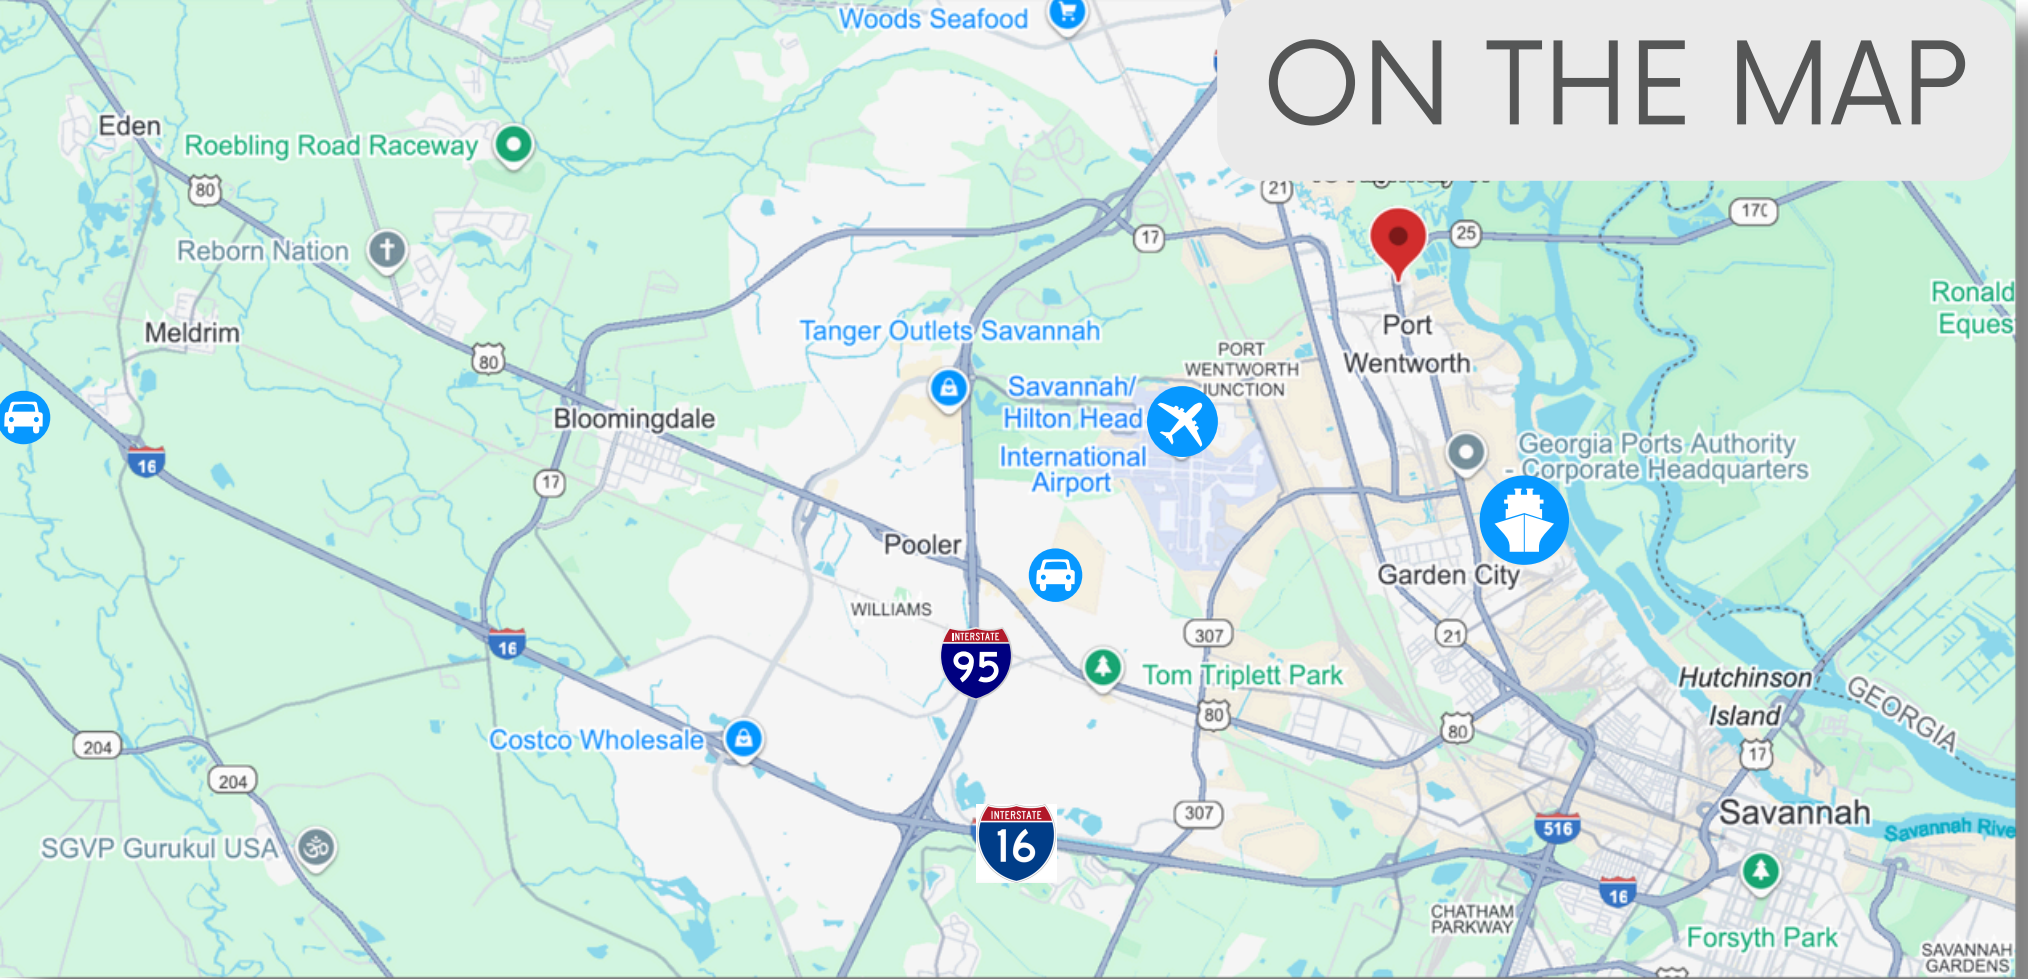 Woods Seafood
ON THE MAP
Eden
Roebling Road Raceway
80
21
17
25
170
Reborn Nation
Ronald
Eques
Meldrim
Tanger Outlets Savannah
Port
Wentworth
80
PORT
WENTWORTH
JUNCTION
Savannah/
Hilton Head
International
Airport
Bloomingdale
Georgia Ports Authority
- Corporate Headquarters
16
17
Pooler
Garden City
WILLIAMS
307
21
16
INTERSTATE
95
Tom Triplett Park
Hutchinson
Island
GEORGIA
80
80
17
204
Costco Wholesale
204
307
Savannah
INTERSTATE
16
516
Savannah Rive
SGVP Gurukul USA
ॐ
16
CHATHAM
PARKWAY
Forsyth Park
SAVANNAH
GARDENS